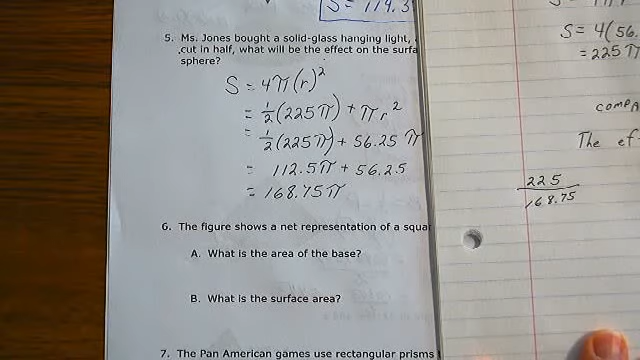 S = 119.3
5. Ms. Jones bought a solid-glass hanging light,
cut in half, what will be the effect on the surfa
sphere?
S = 4π(r)²
= ½(225π) + πr²
= ½(225π) + 56.25 π
= 112.5π + 56.25
= 168.75π
6. The figure shows a net representation of a squar
A. What is the area of the base?
B. What is the surface area?
7. The Pan American games use rectangular prisms
S = 4(56.
= 225π
compa
The ef
225
168.75